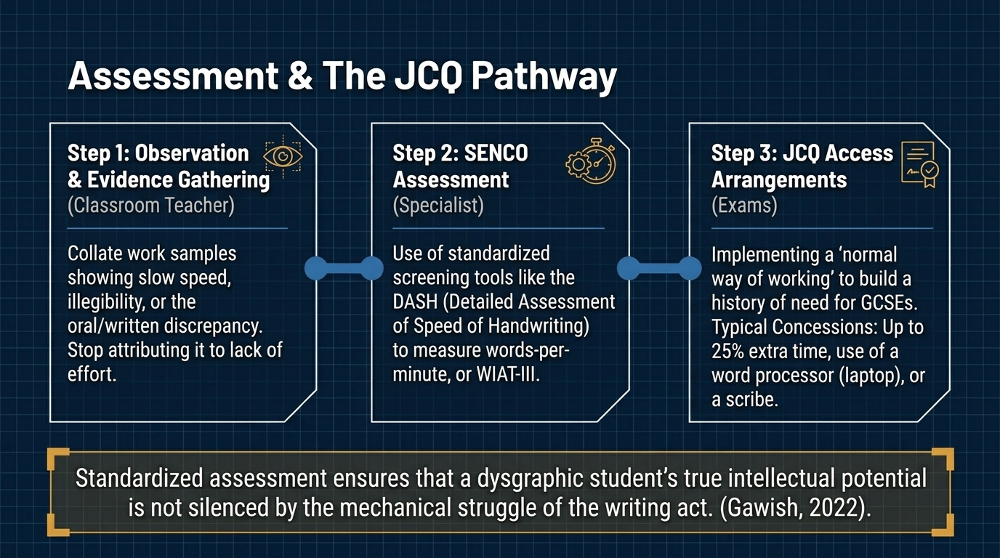 Assessment & The JCQ Pathway
Step 1: Observation
& Evidence Gathering
(Classroom Teacher)
Collate work samples
showing slow speed,
illegibility, or the
oral/written discrepancy.
Stop attributing it to lack of
effort.
Step 2: SENCO
Assessment
(Specialist)
Use of standardized
screening tools like the
DASH (Detailed Assessment
of Speed of Handwriting)
to measure words-per-
minute, or WIAT-III.
Step 3: JCQ Access
Arrangements
(Exams)
Implementing a ‘normal
way of working’ to build a
history of need for GCSEs.
Typical Concessions: Up to
25% extra time, use of a
word processor (laptop), or
a scribe.
Standardized assessment ensures that a dysgraphic student’s true intellectual potential
is not silenced by the mechanical struggle of the writing act. (Gawish, 2022).